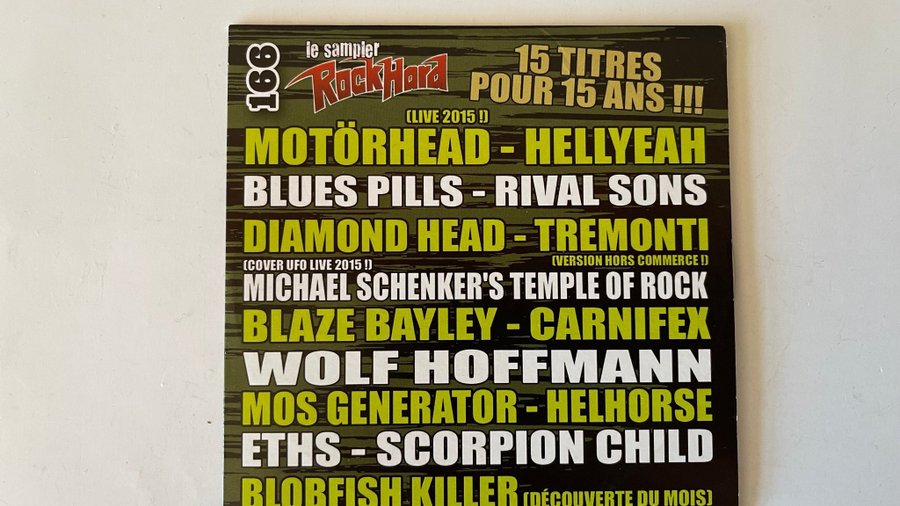 166
le sampler
RockHard
15 TITRES
POUR 15 ANS !!!
(LIVE 2015 !)
MOTÖRHEAD - HELLYEAH
BLUES PILLS - RIVAL SONS
DIAMOND HEAD - TREMONTI
(COVER UFO LIVE 2015 !) (VERSION HORS COMMERCE !)
MICHAEL SCHENKER'S TEMPLE OF ROCK
BLAZE BAYLEY - CARNIFEX
WOLF HOFFMANN
MOS GENERATOR - HELHORSE
ETHS - SCORPION CHILD
BLOBFISH KILLER (DÉCOUVERTE DU MOIS)